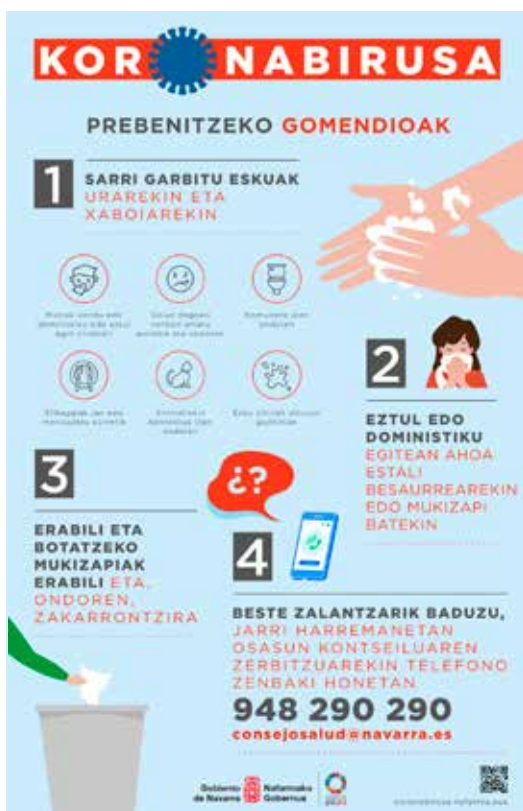 KORONABIRUSA
PREBENITZEKO GOMENDIOAK
1
SARRI GARBITU ESKUAK
URAREKIN ETA
XABOIAREKIN
2
EZTUL EDO
DOMINISTIKU
EGITEAN AHOA
ESTALI
BESAURREAREKIN
EDO MUKIZAPI
BATEKIN
3
ERABILI ETA
BOTATZEKO
MUKIZAPIAK
ERABILI ETA,
ONDOREN,
ZAKARRONTZIRA
¿?
4
BESTE ZALANTZARIK BADUZU,
JARRI HARREMANETAN
OSASUN KONTSEILUAREN
ZERBITZUAREKIN TELEFONO
ZENBAKI HONETAN
948 290 290
consejosalud@navarra.es
Gobierno de Navarra
Nafarroako Gobernua